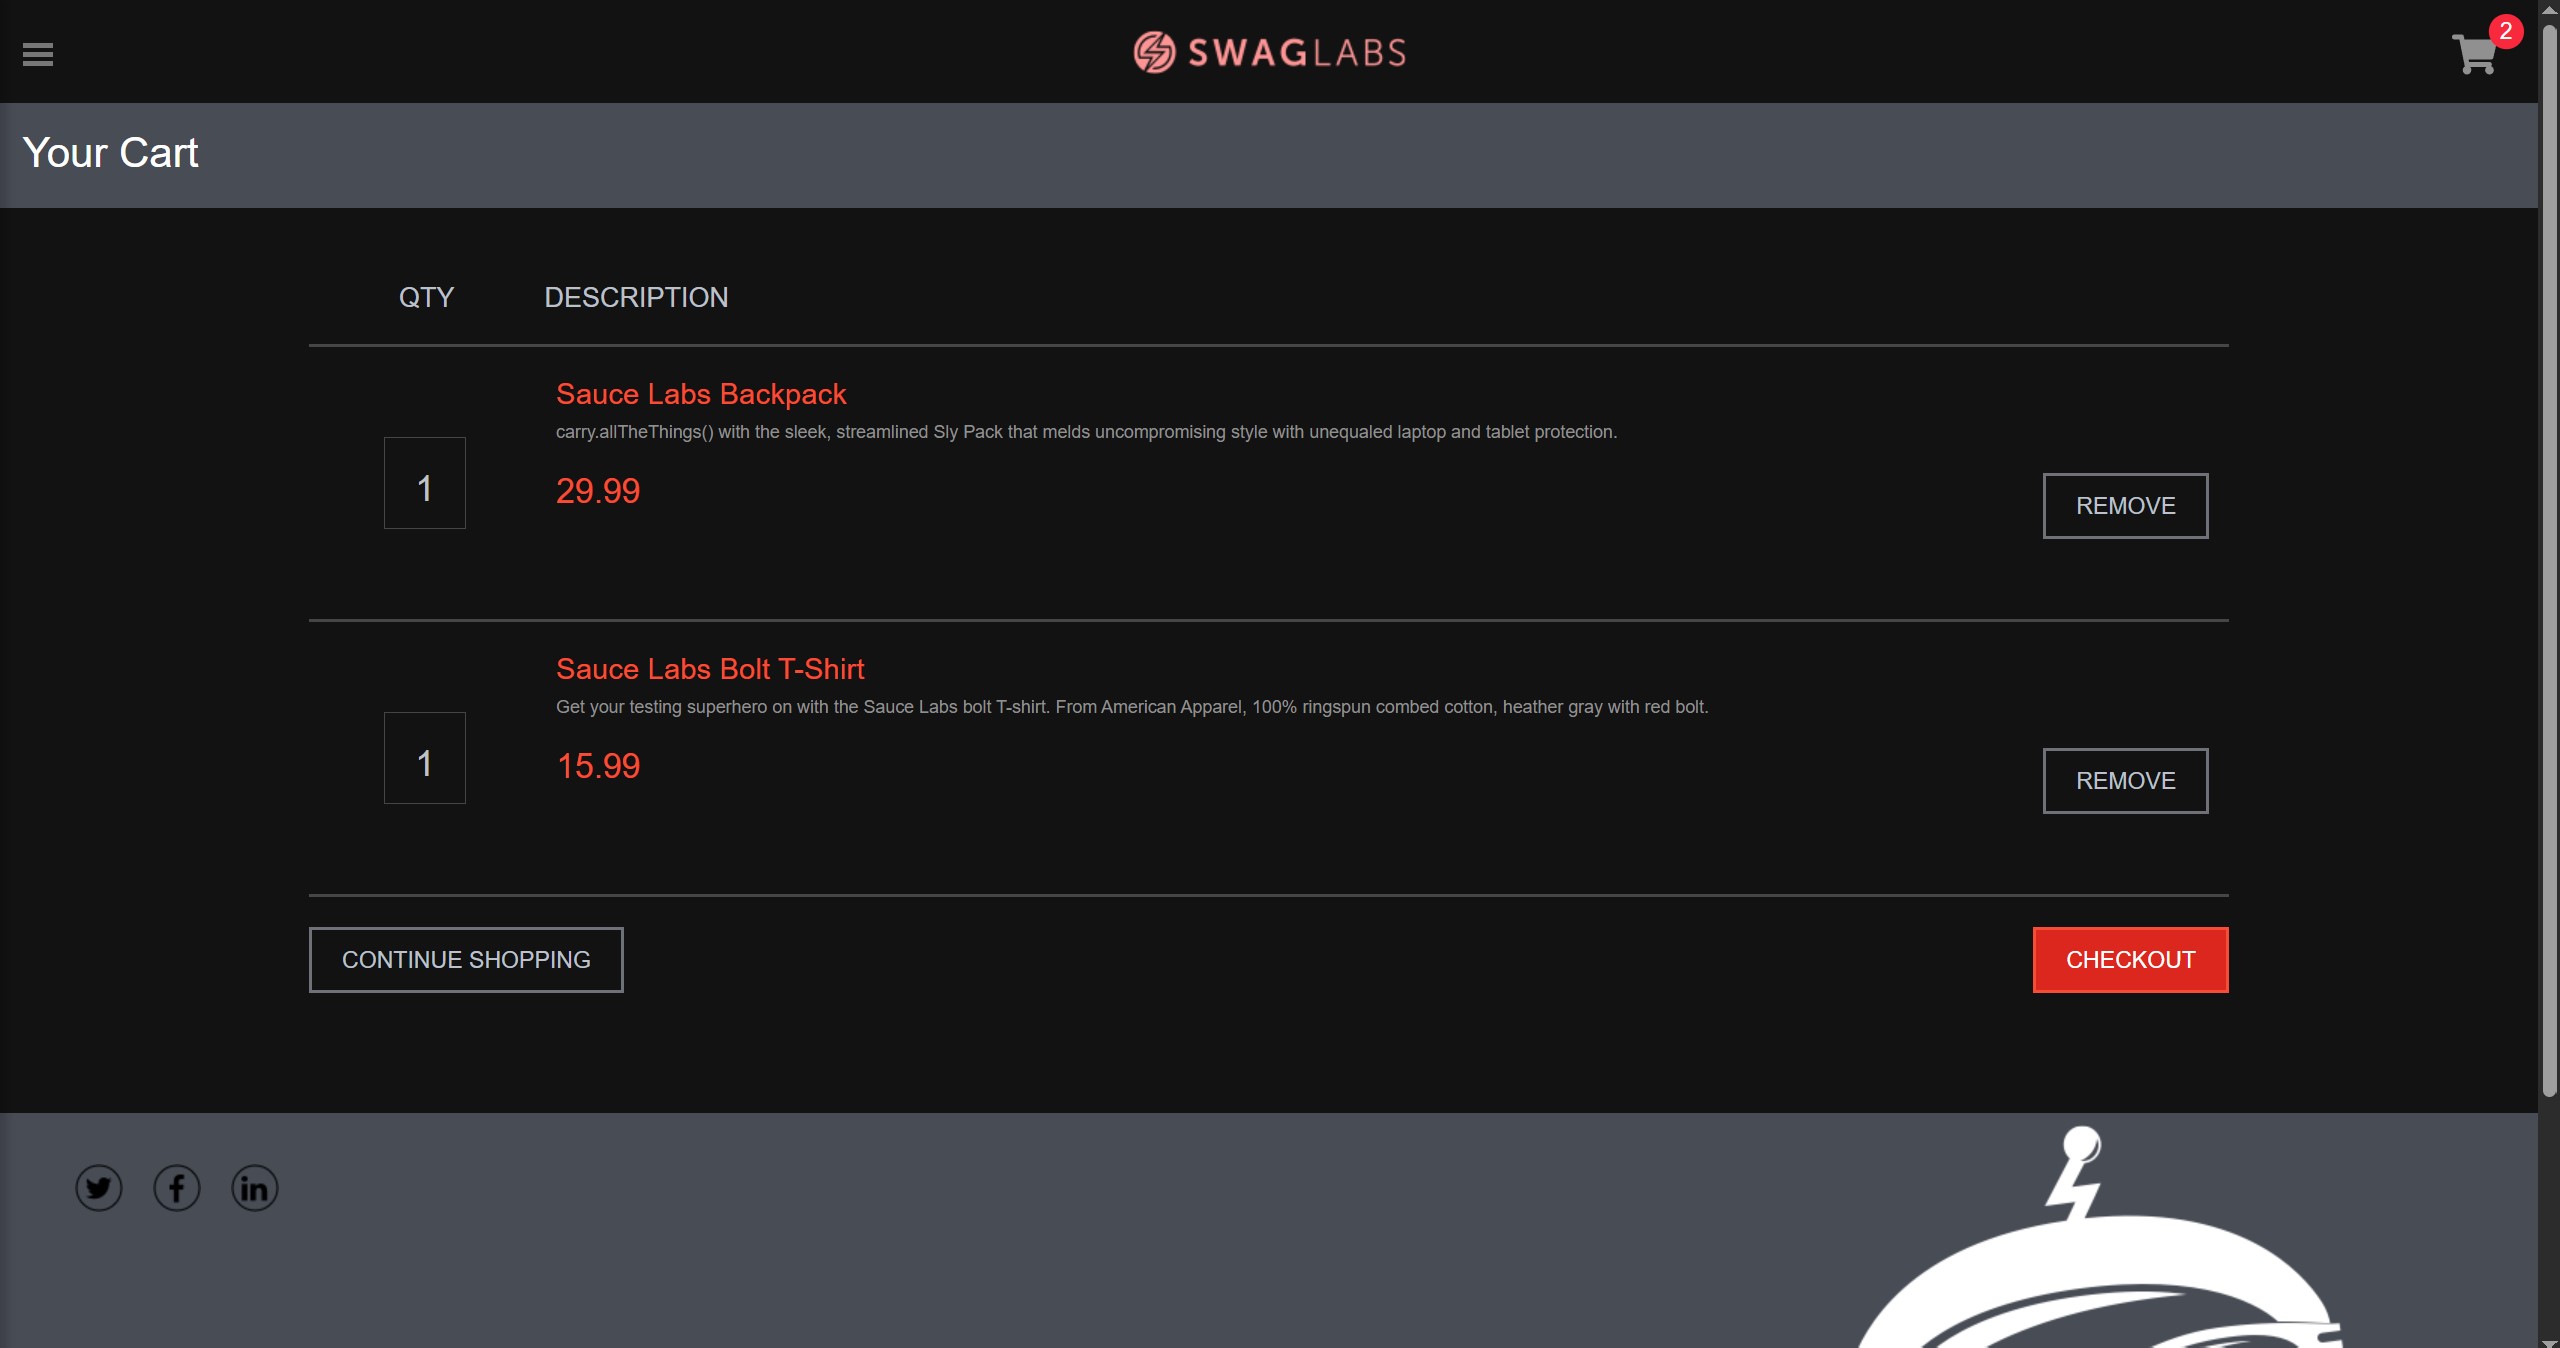 SWAGLABS
2
Your Cart
QTY DESCRIPTION
Sauce Labs Backpack
carry.allTheThings() with the sleek, streamlined Sly Pack that melds uncompromising style with unequaled laptop and tablet protection.
1
29.99
REMOVE
Sauce Labs Bolt T-Shirt
Get your testing superhero on with the Sauce Labs bolt T-shirt. From American Apparel, 100% ringspun combed cotton, heather gray with red bolt.
1
15.99
REMOVE
CONTINUE SHOPPING
CHECKOUT
f in